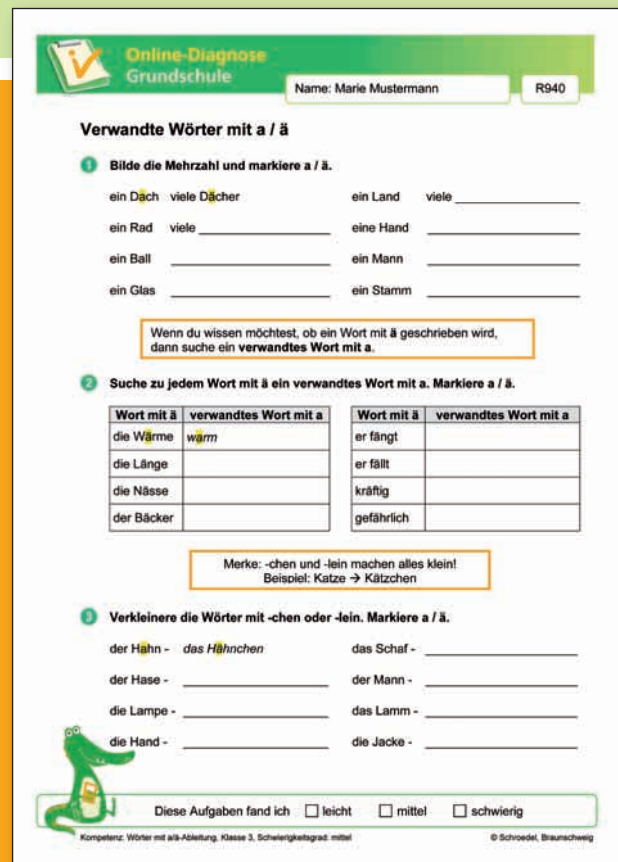 Online-Diagnose
Grundschule
Name: Marie Mustermann
R940
Verwandte Wörter mit a / ä
1 Bilde die Mehrzahl und markiere a / ä.
ein Dach viele Dächer ein Land viele
ein Rad viele eine Hand
ein Ball ein Mann
ein Glas ein Stamm
Wenn du wissen möchtest, ob ein Wort mit ä geschrieben wird,
dann suche ein verwandtes Wort mit a.
2 Suche zu jedem Wort mit ä ein verwandtes Wort mit a. Markiere a / ä.
Wort mit ä verwandtes Wort mit a Wort mit ä verwandtes Wort mit a
die Wärme warm er fängt
die Länge er fällt
die Nässe kräftig
der Bäcker gefährlich
Merke: -chen und -lein machen alles klein!
Beispiel: Katze → Kätzchen
3 Verkleinere die Wörter mit -chen oder -lein. Markiere a / ä.
der Hahn - das Hähnchen das Schaf -
der Hase - der Mann -
die Lampe - das Lamm -
die Hand - die Jacke -
Diese Aufgaben fand ich ☐ leicht ☐ mittel ☐ schwierig
Kompetenz: Wörter mit a/ä-Ableitung, Klasse 3, Schwierigkeitsgrad: mittel © Schroedel, Braunschweig